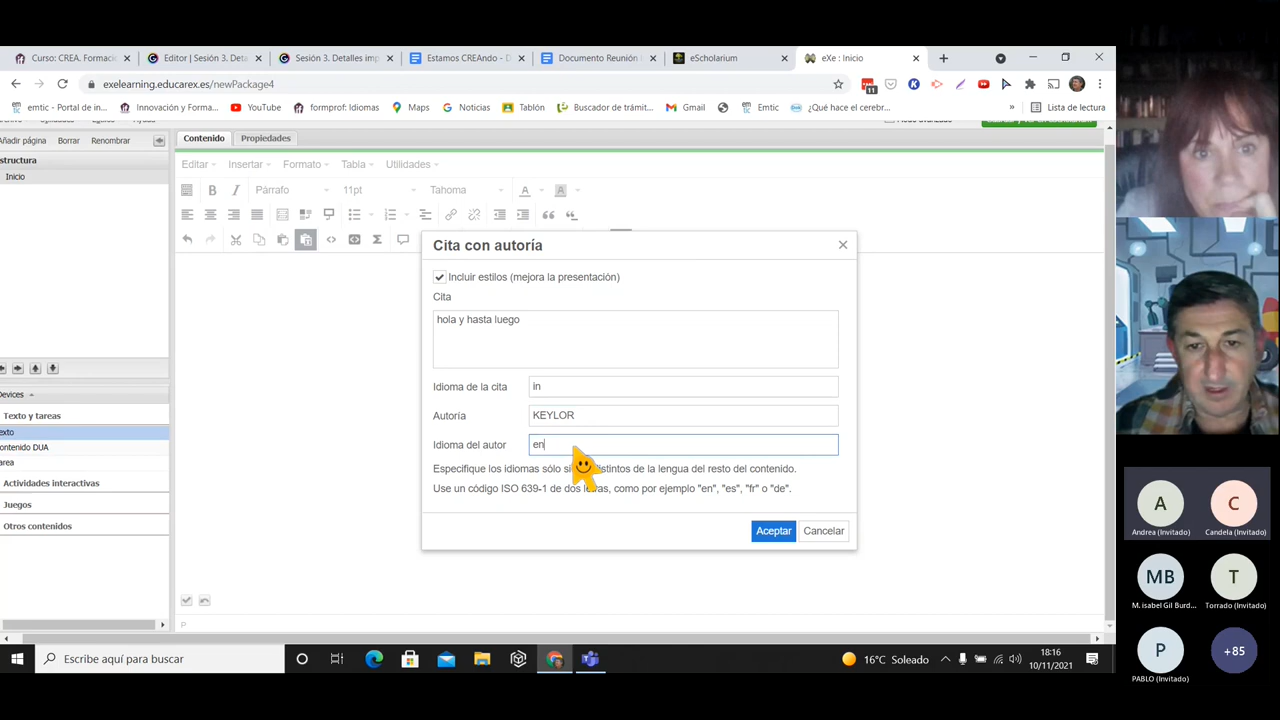 Curso: CREA. Formaci
Editor | Sesión 3. Deta
Sesión 3. Detalles imp
Estamos CREAndo - D
Documento Reunión I
eScholarium
eXe : Inicio
exelearning.educarex.es/newPackage4
11
emtic - Portal de in...
Innovación y Forma...
YouTube
formprof: Idiomas
Maps
Noticias
Tablón
Buscador de trámit...
Gmail
Emtic
¿Qué hace el cerebr...
»
Lista de lectura
Añadir página
Borrar
Renombrar
Contenido
Propiedades
structura
Inicio
Editar
Insertar
Formato
Tabla
Utilidades
Párrafo
11pt
Tahoma
Cita con autoría
Incluir estilos (mejora la presentación)
Cita
hola y hasta luego
Idioma de la cita
in
Autoría
KEYLOR
Idioma del autor
en
Especifique los idiomas sólo si distintos de la lengua del resto del contenido.
Use un código ISO 639-1 de dos letras, como por ejemplo "en", "es", "fr" o "de".
Aceptar
Cancelar
Devices
Texto y tareas
exto
ontenido DUA
area
Actividades interactivas
Juegos
Otros contenidos
P
Escribe aquí para buscar
16°C Soleado
18:16
10/11/2021
A
Andrea (Invitado)
C
Candela (Invitado)
MB
M. isabel Gil Burd...
T
Torrado (Invitado)
P
PABLO (Invitado)
+85